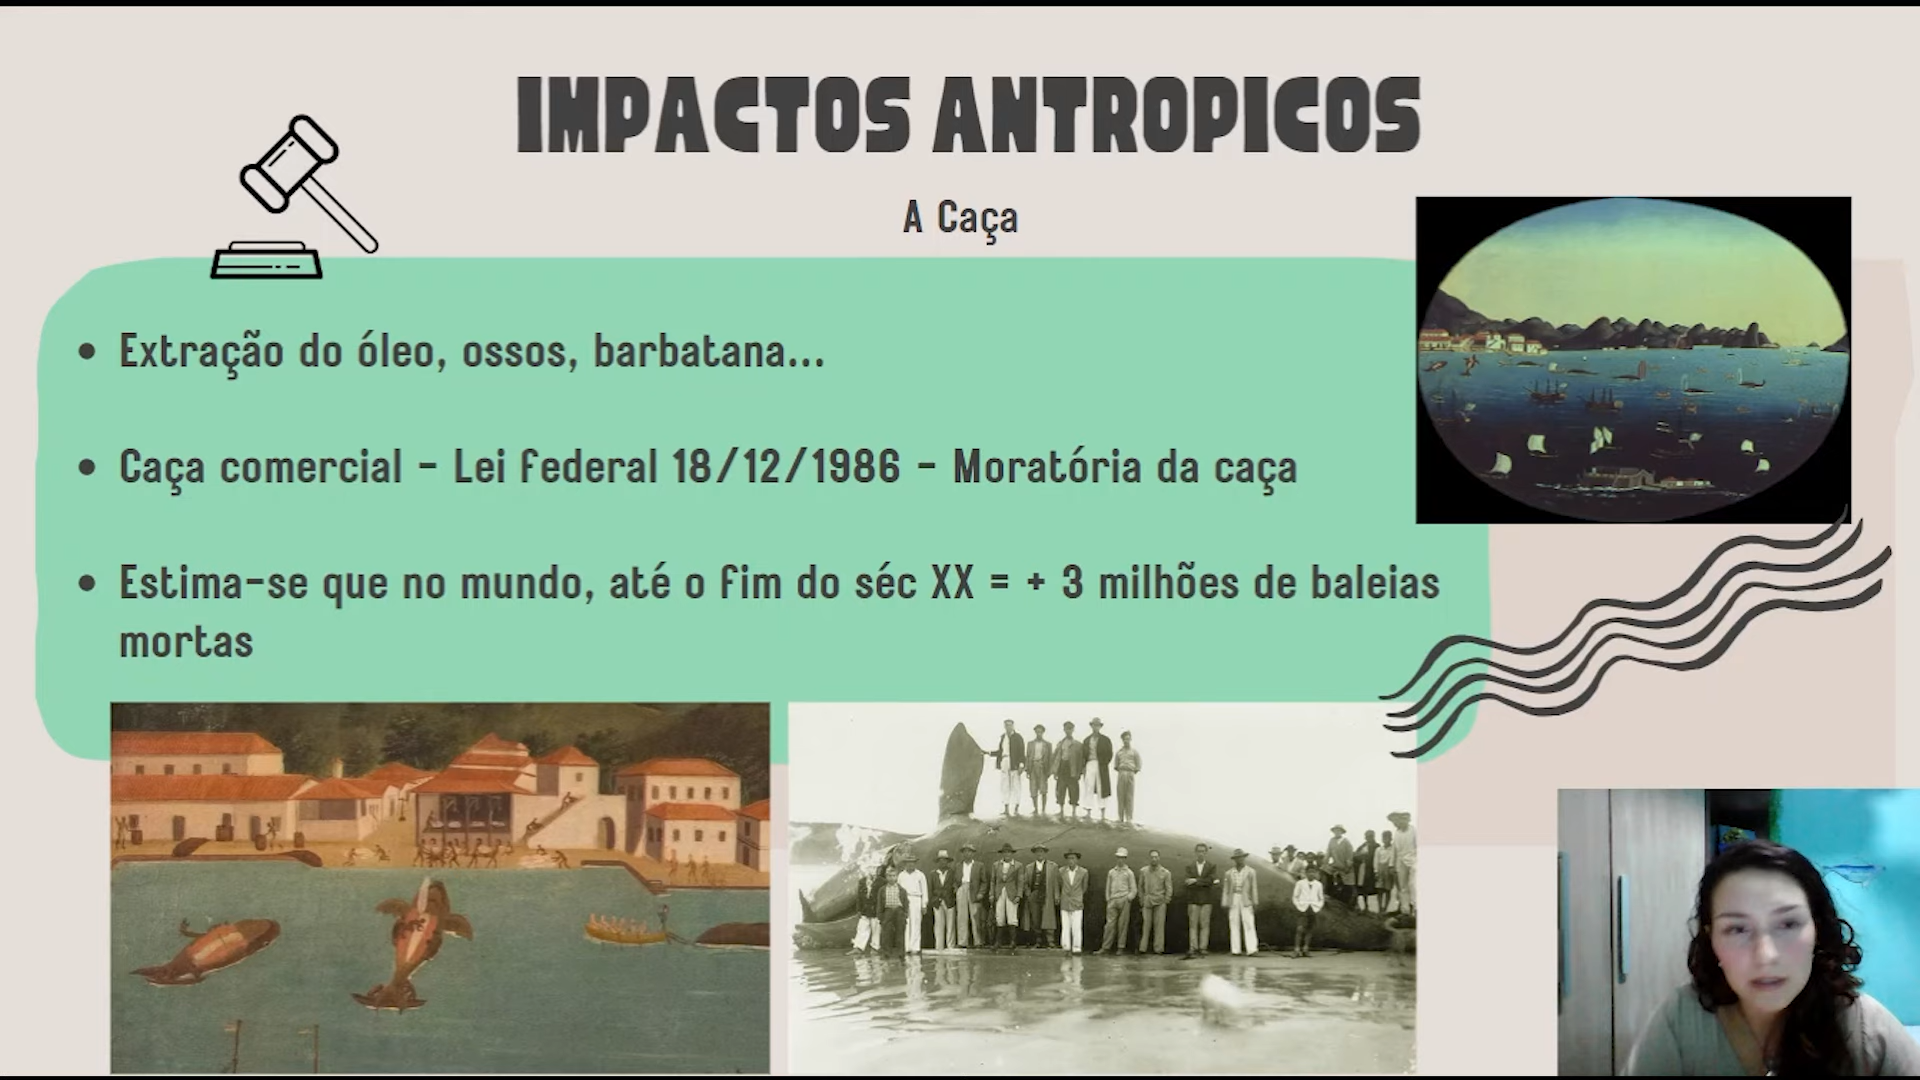 IMPACTOS ANTROPICOS
A Caça
• Extração do óleo, ossos, barbatana...
• Caça comercial - Lei Federal 18/12/1986 - Moratória da caça
• Estima-se que no mundo, até o fim do séc XX = + 3 milhões de baleias
mortas